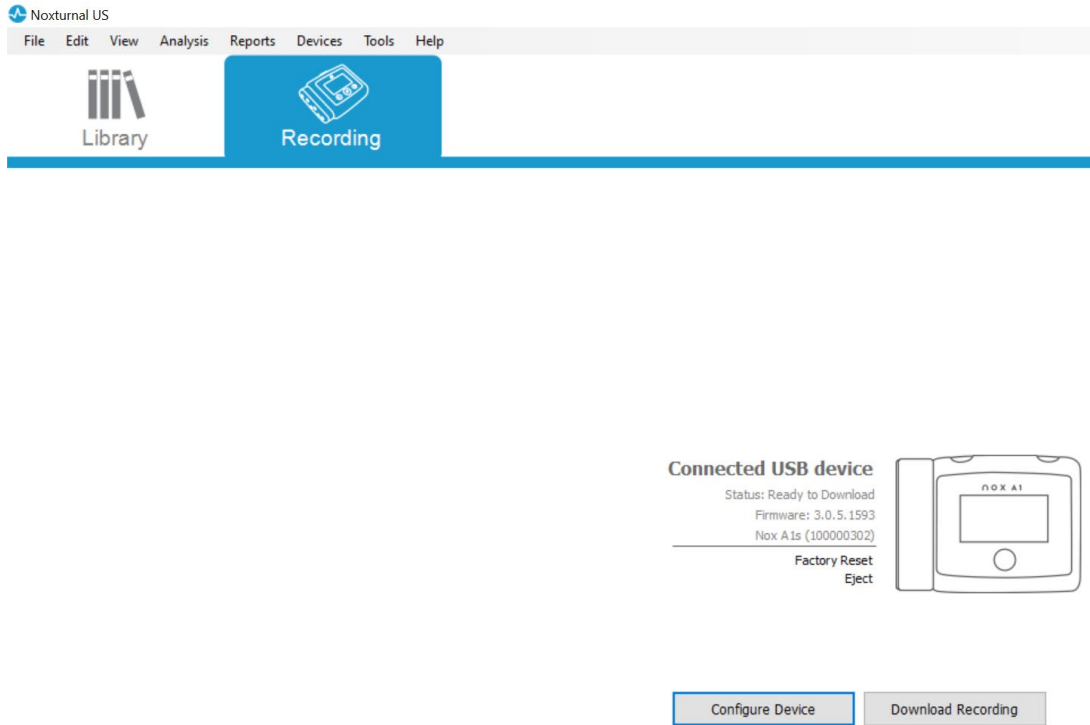 Noxturnal US
File Edit View Analysis Reports Devices Tools Help
Library
Recording
Connected USB device
Status: Ready to Download
Firmware: 3.0.5.1593
Nox A1s (100000302)
Factory Reset
Eject
nox A1
Configure Device
Download Recording